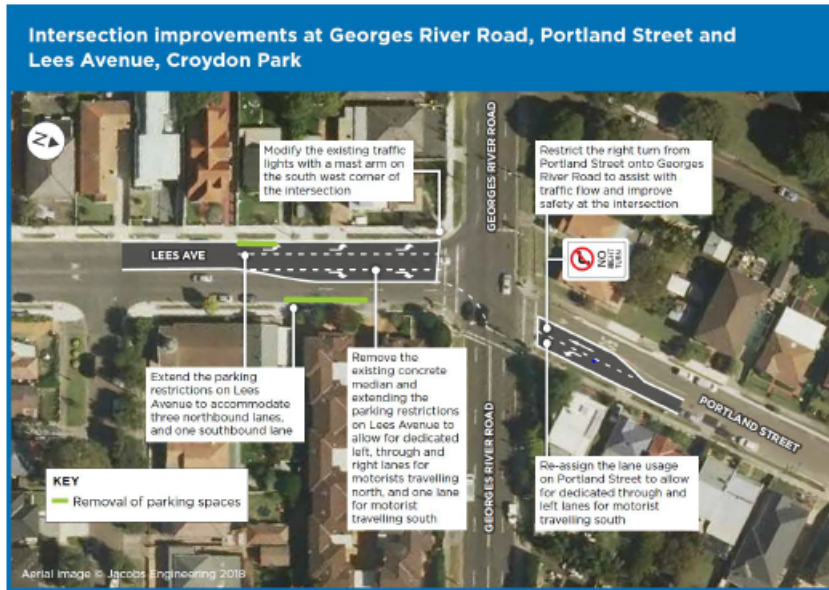 Intersection improvements at Georges River Road, Portland Street and
Lees Avenue, Croydon Park
N
Modify the existing traffic
lights with a mast arm on
the south west corner of
the intersection
GEORGES RIVER ROAD
Restrict the right turn from
Portland Street onto Georges
River Road to assist with
traffic flow and improve
safety at the intersection
LEES AVE
NO
RIGHT
TURN
Extend the parking
restrictions on Lees
Avenue to accommodate
three northbound lanes,
and one southbound lane
Remove the
existing concrete
median and
extending the
parking restrictions
on Lees Avenue to
allow for dedicated
left, through and
right lanes for
motorists travelling
north, and one lane
for motorist
travelling south
GEORGES RIVER ROAD
PORTLAND STREET
Re-assign the lane usage
on Portland Street to allow
for dedicated through and
left lanes for motorist
travelling south
KEY
Removal of parking spaces
Aerial image © Jacobs Engineering 2018